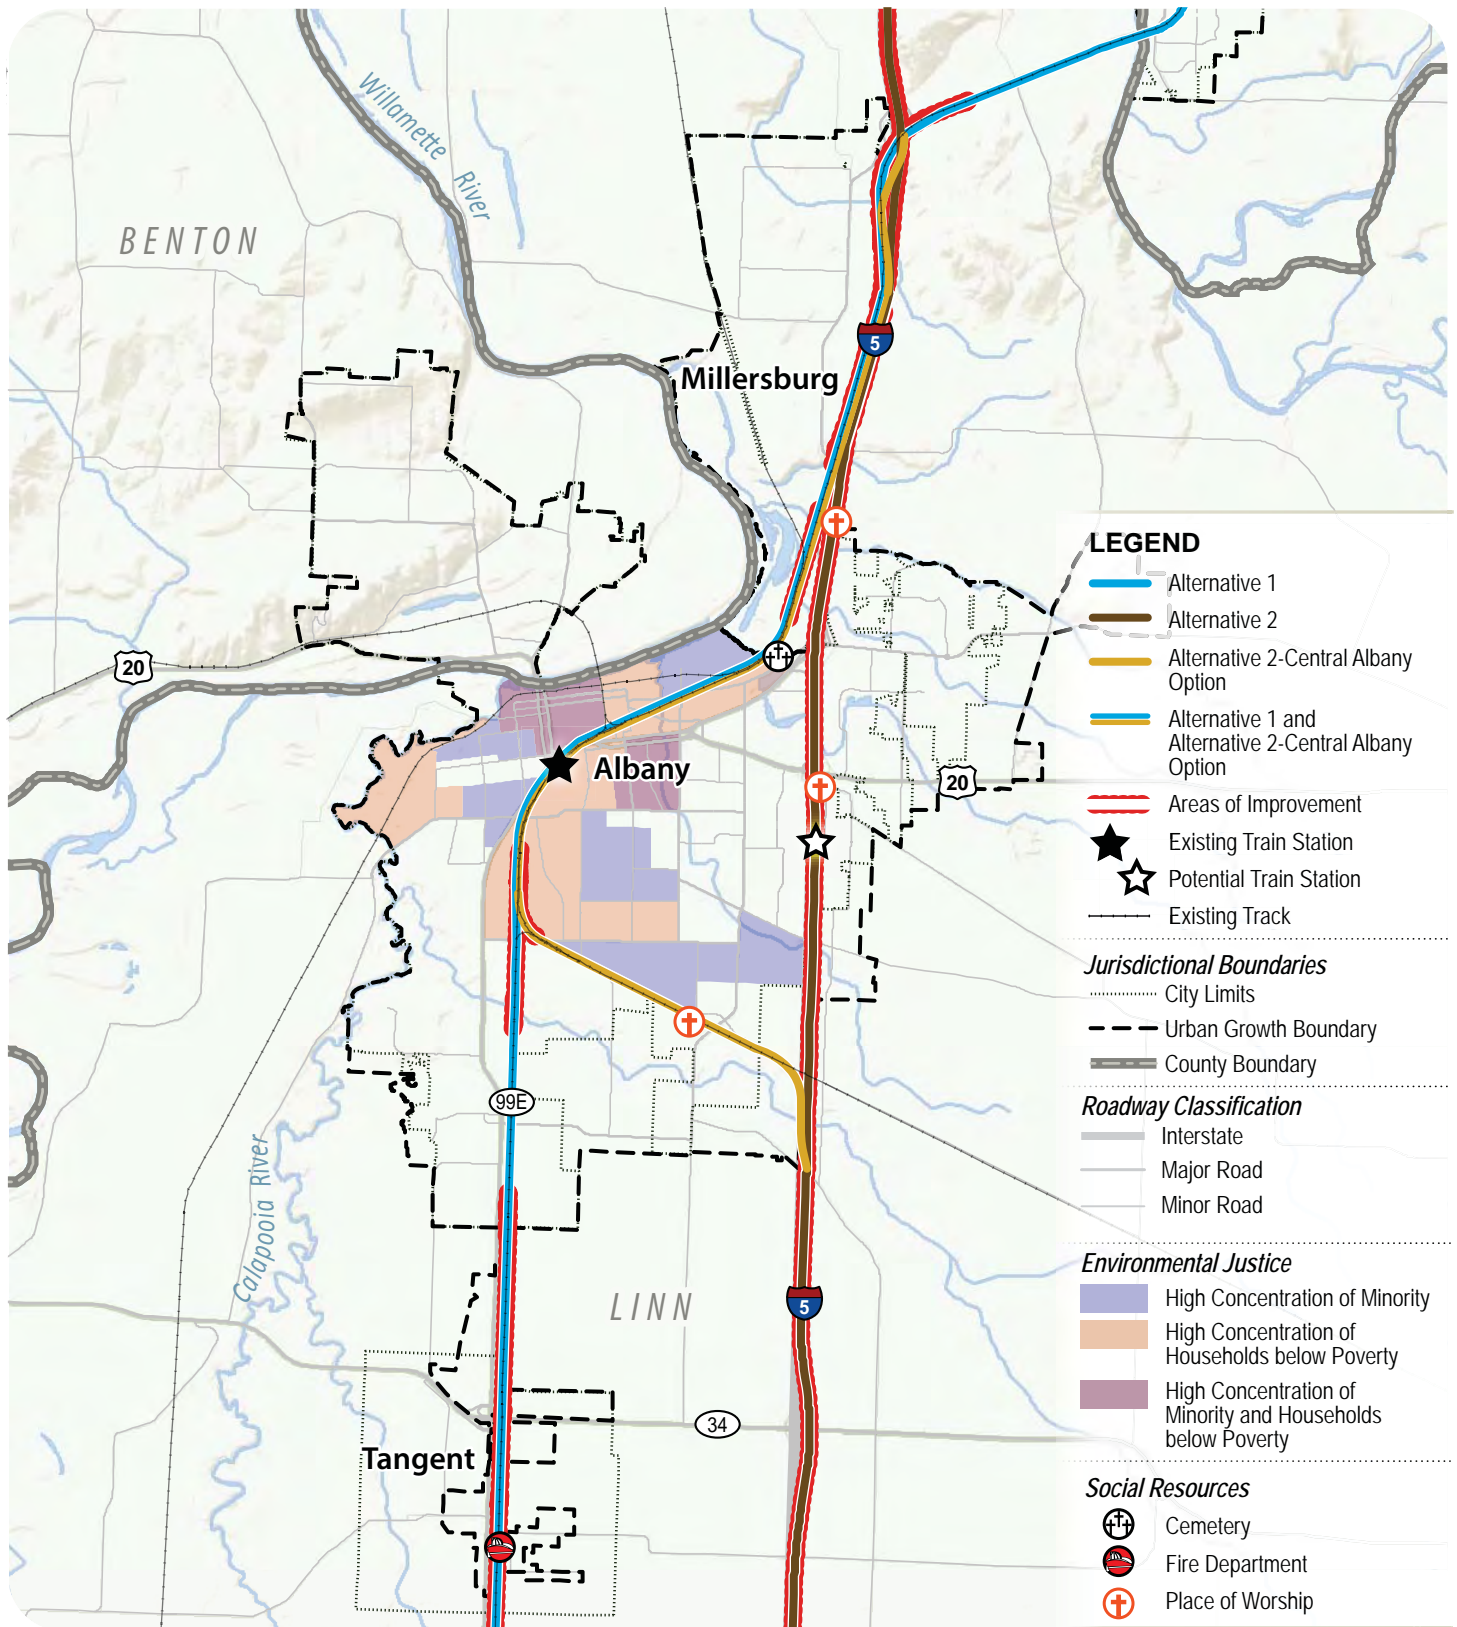 Willamette
River
BENTON
5
Millersburg
20
Albany
20
99E
Calapooia River
LINN
5
34
Tangent
LEGEND
Alternative 1
Alternative 2
Alternative 2-Central Albany
Option
Alternative 1 and
Alternative 2-Central Albany
Option
Areas of Improvement
Existing Train Station
Potential Train Station
Existing Track
Jurisdictional Boundaries
City Limits
Urban Growth Boundary
County Boundary
Roadway Classification
Interstate
Major Road
Minor Road
Environmental Justice
High Concentration of Minority
High Concentration of
Households below Poverty
High Concentration of
Minority and Households
below Poverty
Social Resources
Cemetery
Fire Department
Place of Worship